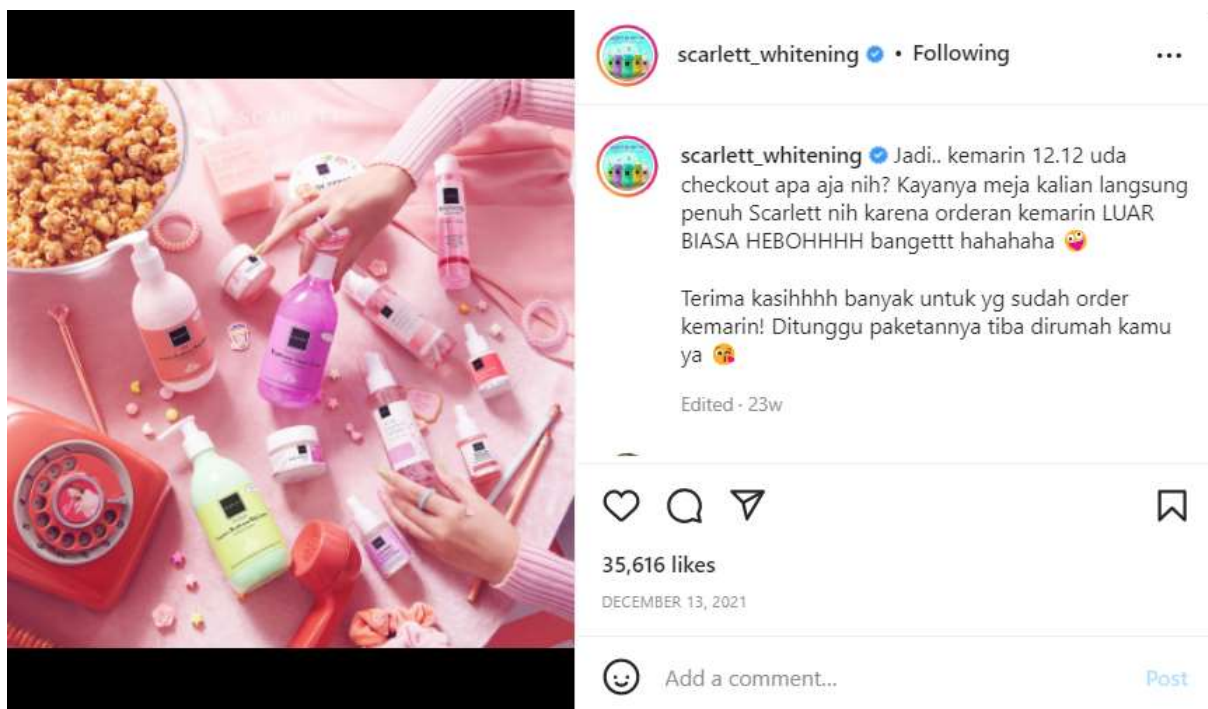 SCARLETT
scarlett_whitening • Following
scarlett_whitening Jadi.. kemarin 12.12 uda
checkout apa aja nih? Kayanya meja kalian langsung
penuh Scarlett nih karena orderan kemarin LUAR
BIASA HEBOHHHH bangettt hahahaha 🤪
Terima kasihhhh banyak untuk yg sudah order
kemarin! Ditunggu paketannya tiba dirumah kamu
ya 😘
Edited · 23w
35,616 likes
DECEMBER 13, 2021
Add a comment...
Post